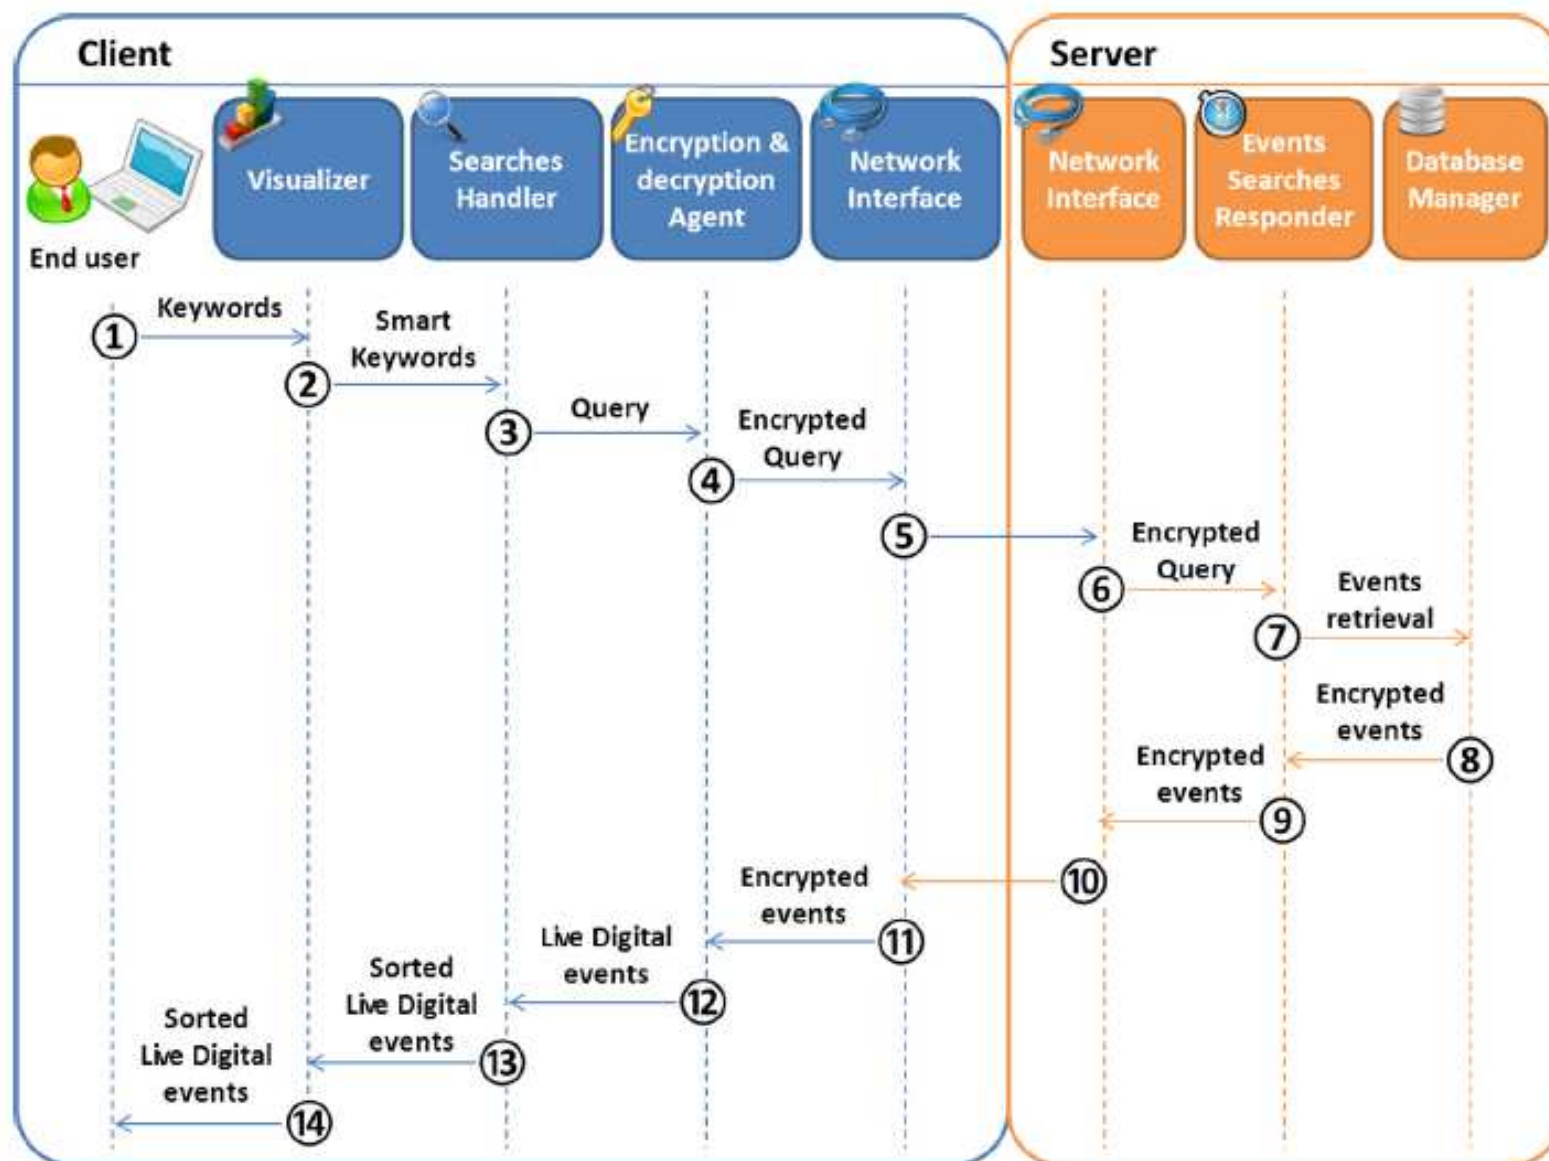 Client
Server
Visualizer
Searches
Handler
Encryption &
decryption
Agent
Network
Interface
Network
Interface
Events
Searches
Responder
Database
Manager
End user
1
Keywords
2
Smart
Keywords
3
Query
4
Encrypted
Query
5
6
Encrypted
Query
7
Events
retrieval
8
Encrypted
events
9
Encrypted
events
10
11
Encrypted
events
12
Live Digital
events
13
Sorted
Live Digital
events
14
Sorted
Live Digital
events